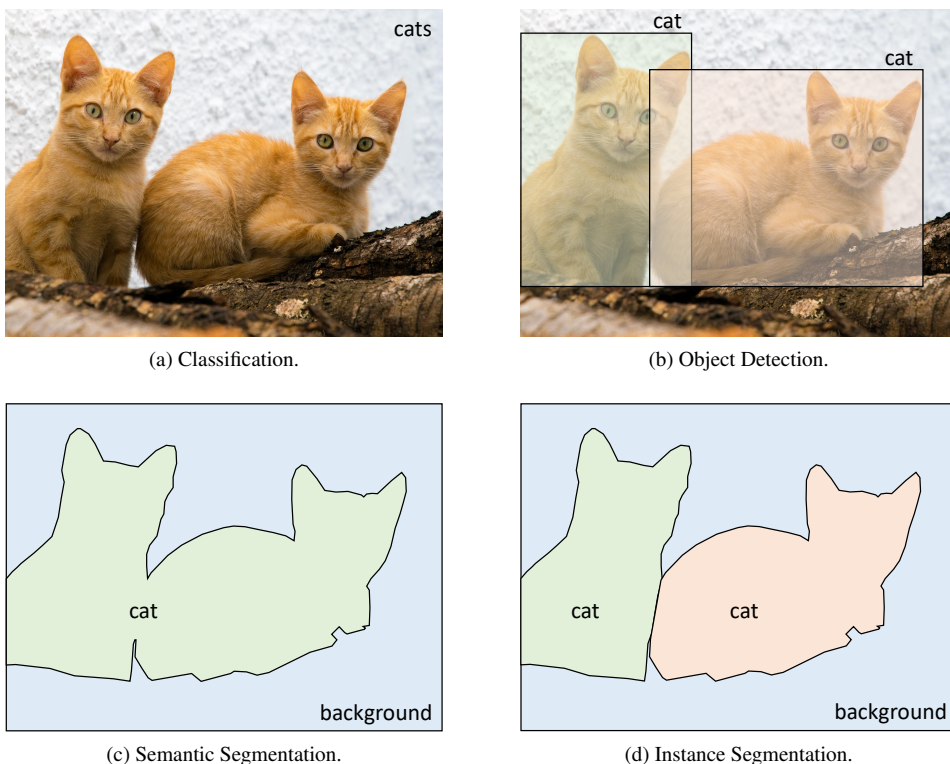 cats
cat
cat
(a) Classification.
(b) Object Detection.
cat
background
cat
cat
background
(c) Semantic Segmentation.
(d) Instance Segmentation.